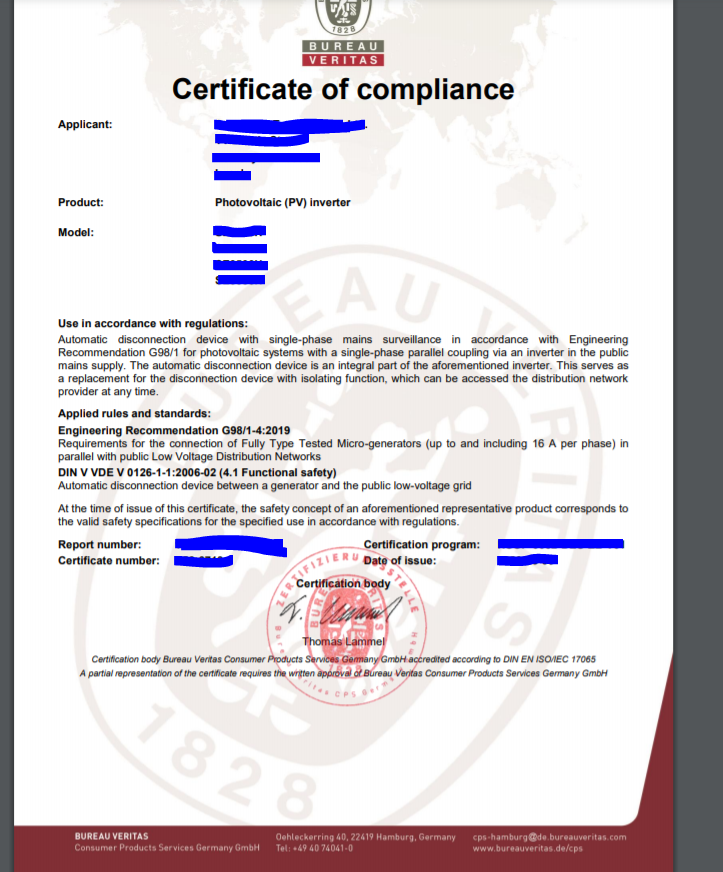 1828
BUREAU
VERITAS
Certificate of compliance
Applicant:
Product: Photovoltaic (PV) inverter
Model:
Use in accordance with regulations:
Automatic disconnection device with single-phase mains surveillance in accordance with Engineering
Recommendation G98/1 for photovoltaic systems with a single-phase parallel coupling via an inverter in the public
mains supply. The automatic disconnection device is an integral part of the aforementioned inverter. This serves as
a replacement for the disconnection device with isolating function, which can be accessed the distribution network
provider at any time.
Applied rules and standards:
Engineering Recommendation G98/1-4:2019
Requirements for the connection of Fully Type Tested Micro-generators (up to and including 16 A per phase) in
parallel with public Low Voltage Distribution Networks
DIN V VDE V 0126-1-1:2006-02 (4.1 Functional safety)
Automatic disconnection device between a generator and the public low-voltage grid
At the time of issue of this certificate, the safety concept of an aforementioned representative product corresponds to
the valid safety specifications for the specified use in accordance with regulations.
Report number: Certification program:
Certificate number: Date of issue:
ZERTIFIZIERUNGSSTELLE
Certification body
BUREAU VERITAS
Thomas Lammel
1828
Bureau Veritas CPS Germany
Certification body Bureau Veritas Consumer Products Services Germany GmbH accredited according to DIN EN ISO/IEC 17065
A partial representation of the certificate requires the written approval of Bureau Veritas Consumer Products Services Germany GmbH
BUREAU VERITAS
1828
BUREAU VERITAS Oehleckerring 40, 22419 Hamburg, Germany cps-hamburg@de.bureauveritas.com
Consumer Products Services Germany GmbH Tel: +49 40 74041-0 www.bureauveritas.de/cps